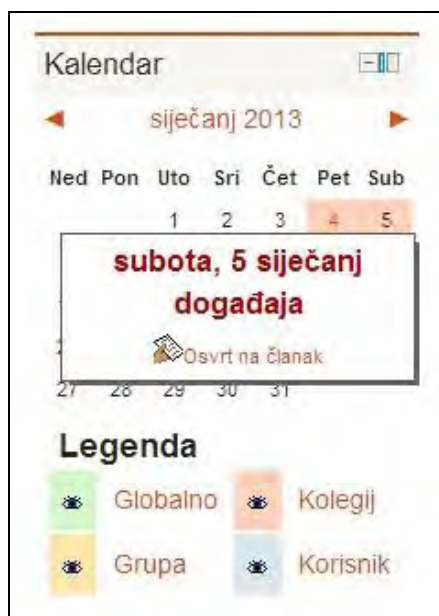 Kalendar
siječanj 2013
Ned Pon Uto Sri Čet Pet Sub
1 2 3 4 5
subota, 5 siječanj
događaja
Osvrt na članak
27 28 29 30 31
Legenda
Globalno Kolegij
Grupa Korisnik